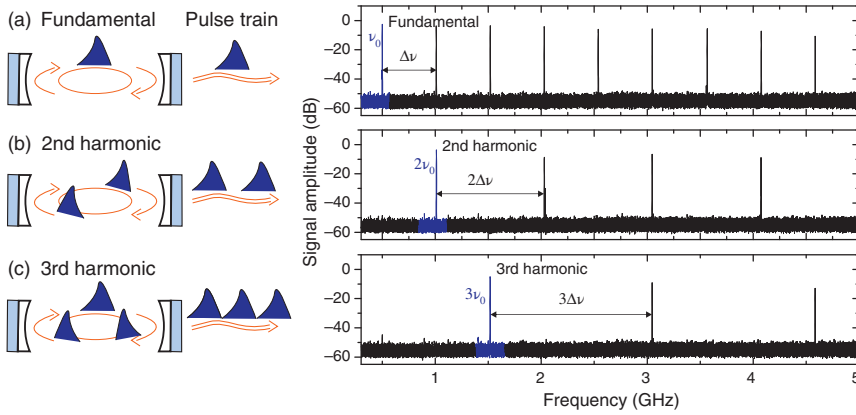 (a) Fundamental Pulse train
(b) 2nd harmonic
(c) 3rd harmonic
Signal amplitude (dB)
0
−20
−40
−60
ν0
Fundamental
Δν
0
−20
−40
−60
2ν0
2nd harmonic
2Δν
0
−20
−40
−60
3ν0
3rd harmonic
3Δν
1 2 3 4 5
Frequency (GHz)